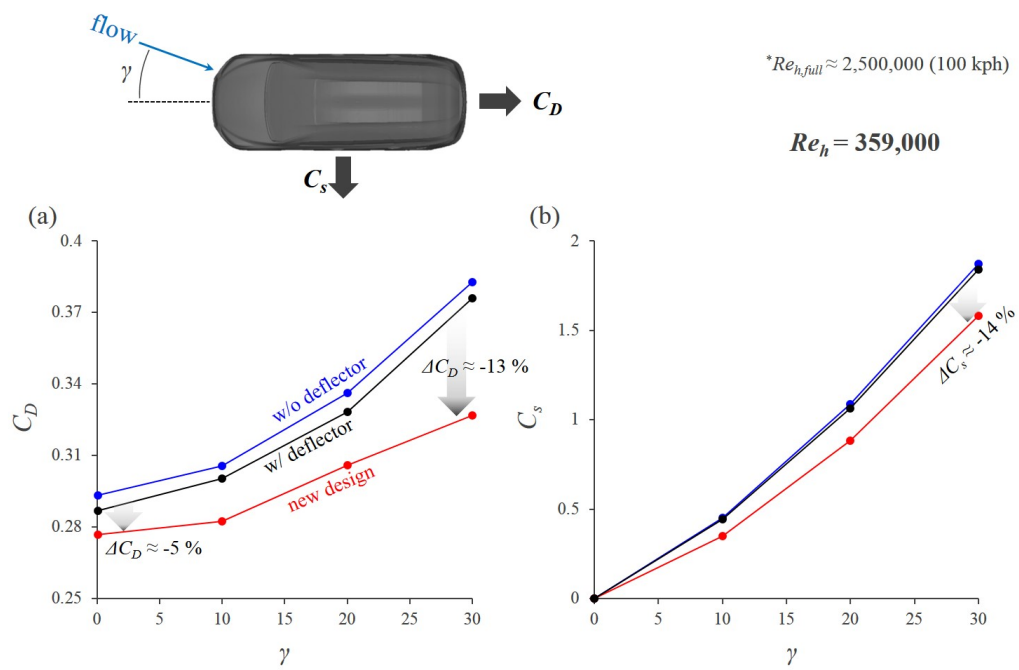 flow
γ
C_D
C_s
*Re_h,full ≈ 2,500,000 (100 kph)
Re_h = 359,000
(a)
0.4
0.37
0.34
0.31
0.28
0.25
C_D
0
5
10
15
20
25
30
γ
w/o deflector
w/ deflector
new design
ΔC_D ≈ -13 %
ΔC_D ≈ -5 %
(b)
2
1.5
1
0.5
0
C_s
0
5
10
15
20
25
30
γ
ΔC_s ≈ -14 %